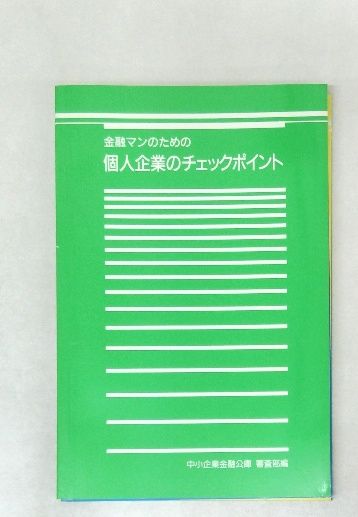 金融マンのための
個人企業のチェックポイント
中小企業金融公庫 審査部編